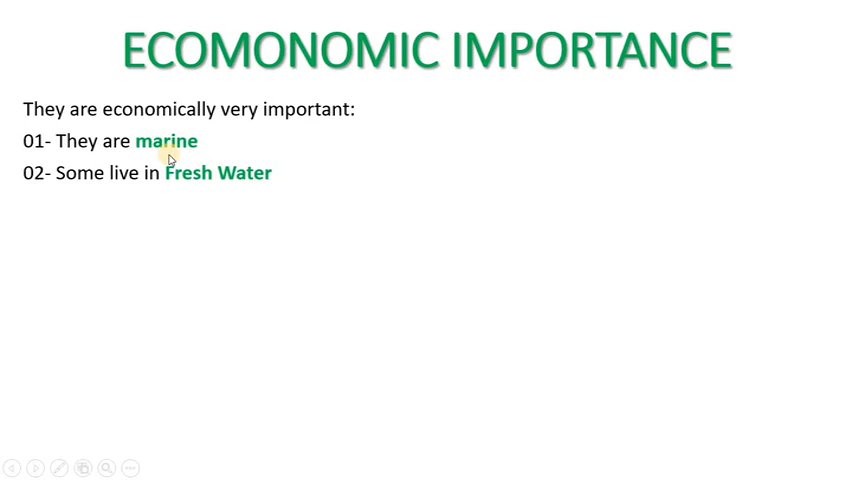 ECOMONOMIC IMPORTANCE
They are economically very important:
01- They are marine
02- Some live in Fresh Water